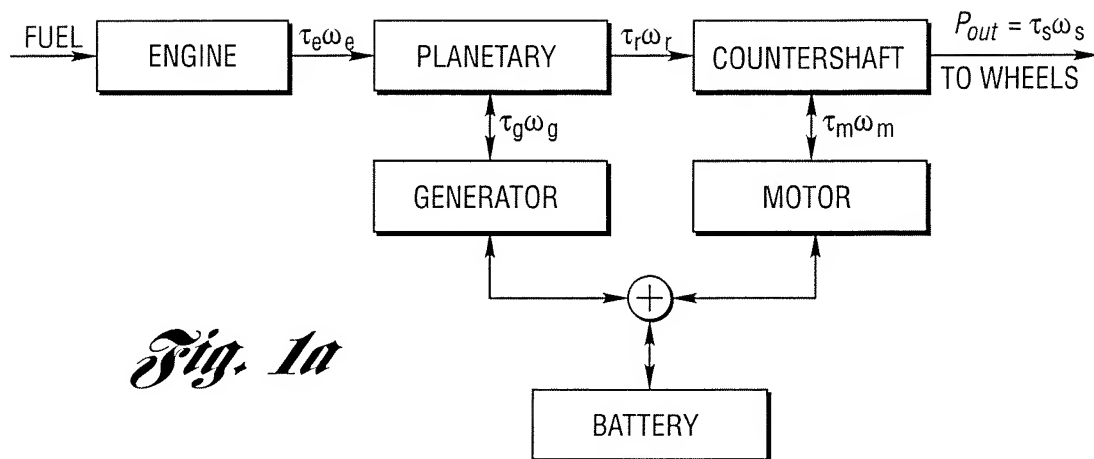 FUEL
ENGINE
τeωe
PLANETARY
τrωr
COUNTERSHAFT
Pout = τsωs
TO WHEELS
τgωg
τmωm
GENERATOR
MOTOR
+
Fig. 1a
BATTERY